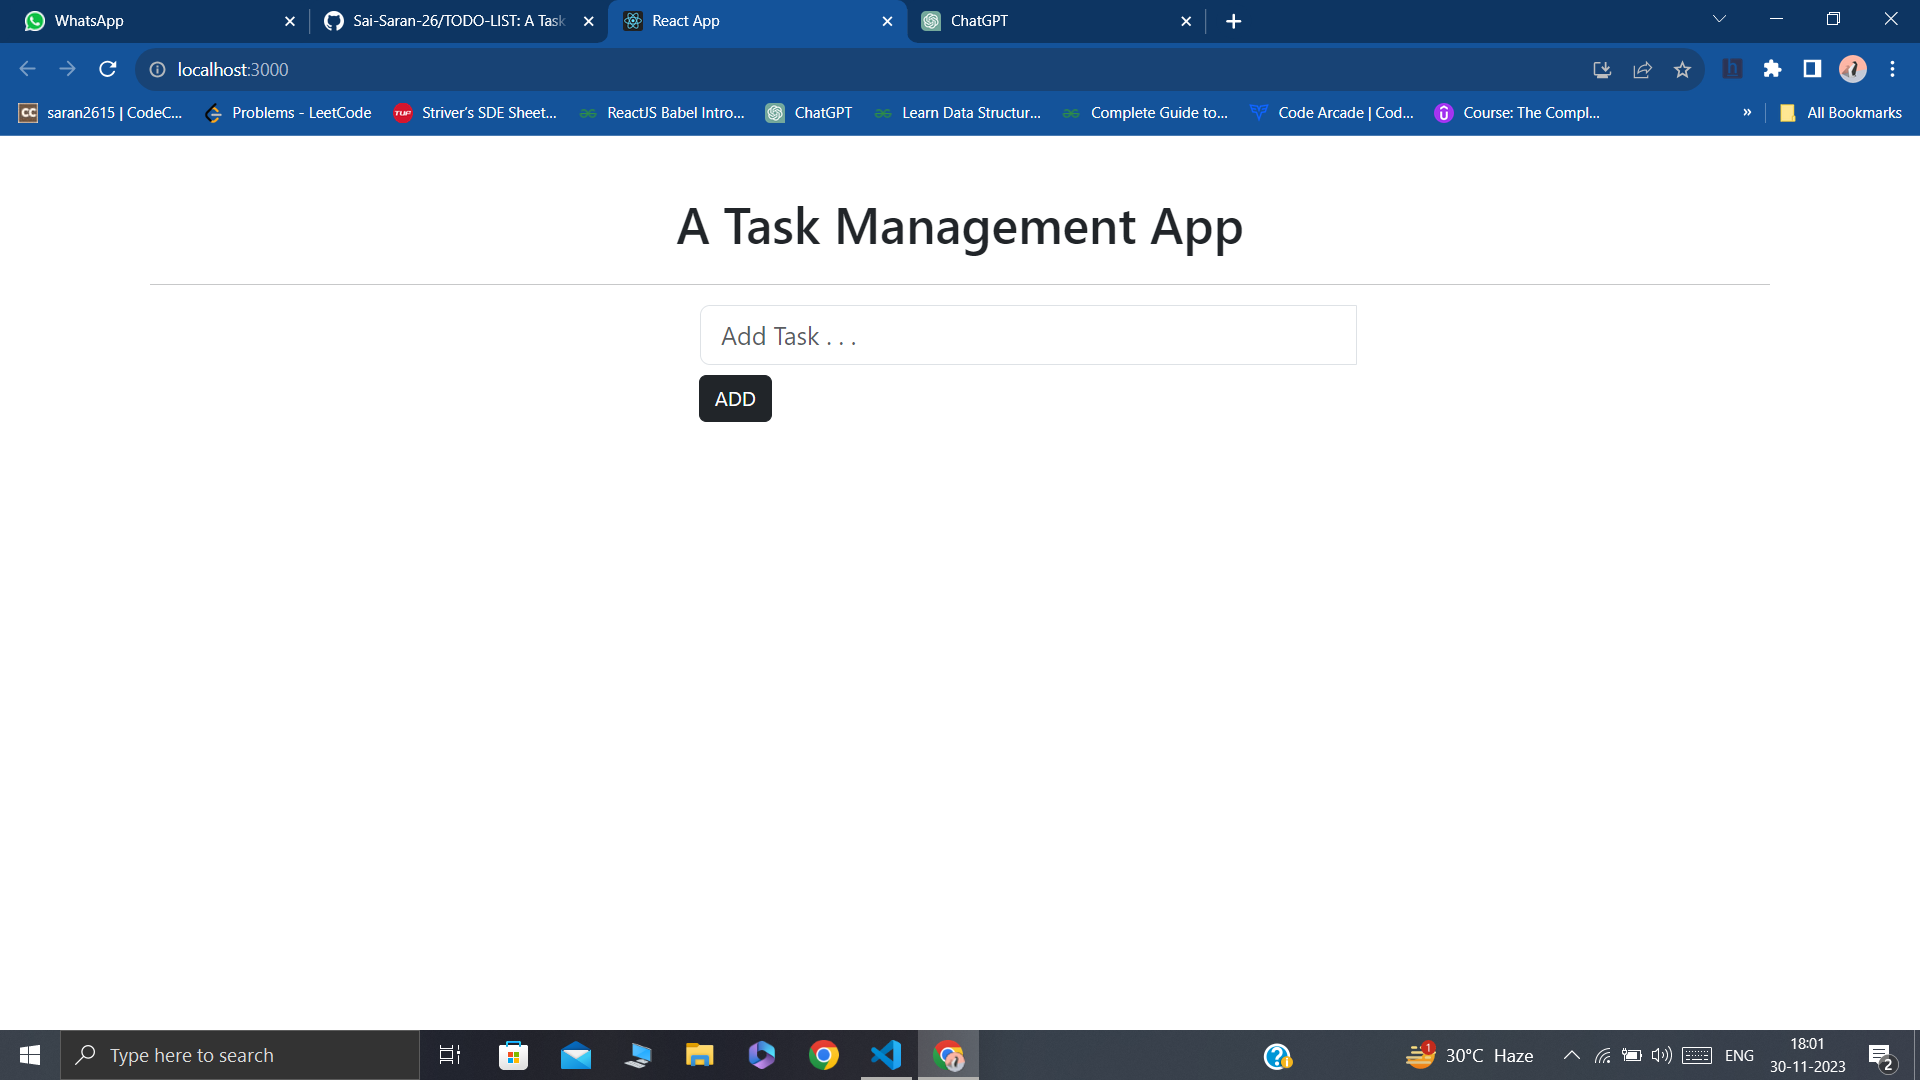 WhatsApp
Sai-Saran-26/TODO-LIST: A Task
React App
ChatGPT
localhost:3000
saran2615 | CodeC...
Problems - LeetCode
Striver's SDE Sheet...
ReactJS Babel Intro...
ChatGPT
Learn Data Structur...
Complete Guide to...
Code Arcade | Cod...
Course: The Compl...
»
All Bookmarks
A Task Management App
Add Task . . .
ADD
Type here to search
1
30°C Haze
ENG
18:01
30-11-2023
2